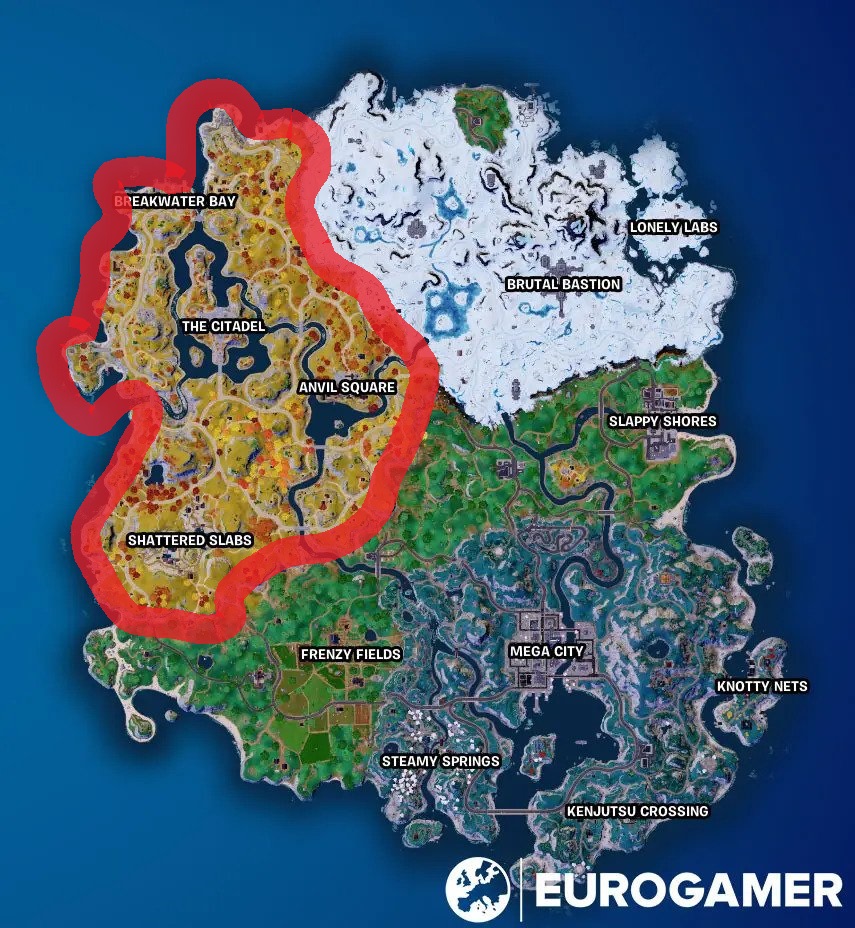 BREAKWATER BAY
LONELY LABS
BRUTAL BASTION
THE CITADEL
ANVIL SQUARE
SLAPPY SHORES
SHATTERED SLABS
FRENZY FIELDS
MEGA CITY
KNOTTY NETS
STEAMY SPRINGS
KENJUTSU CROSSING
EUROGAMER